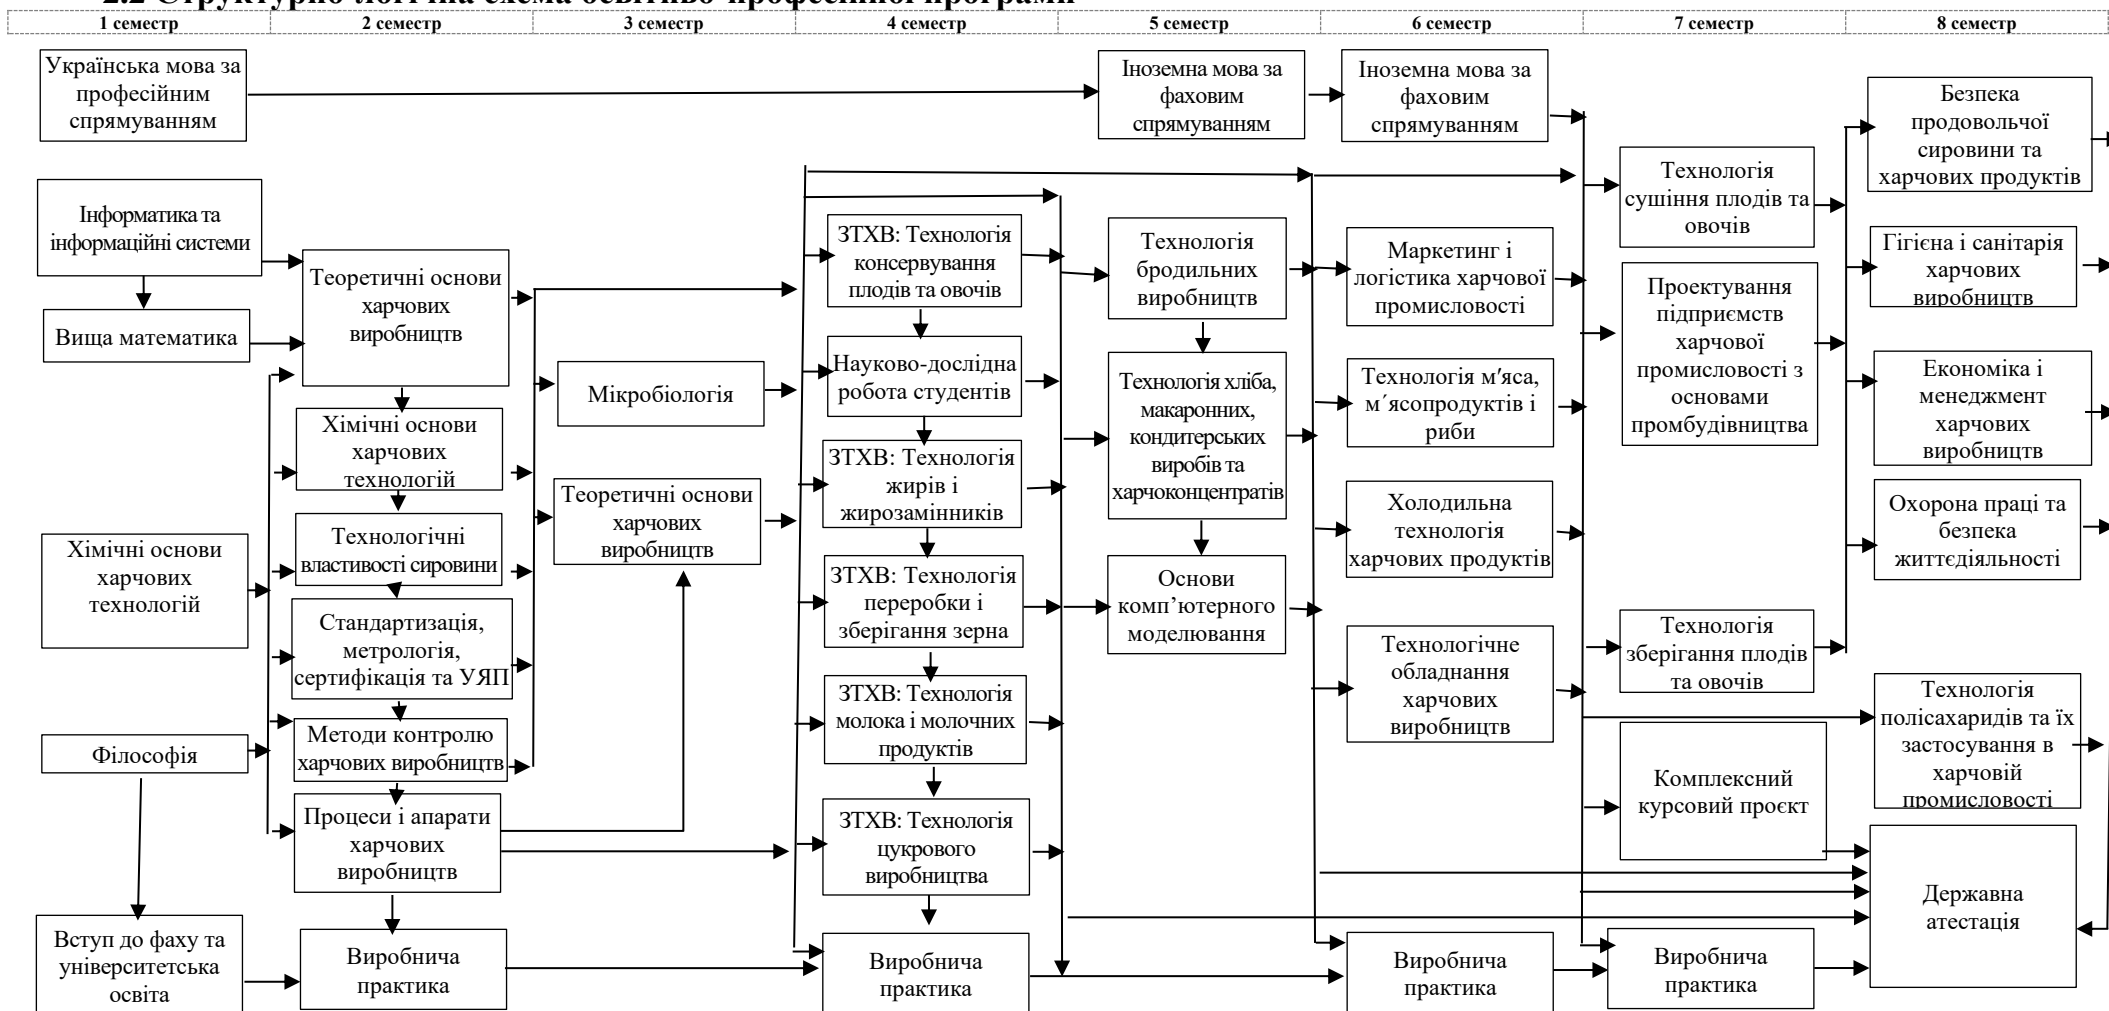 2.2 Структурно-логічна схема освітньо-професійної програми
1 семестр
2 семестр
3 семестр
4 семестр
5 семестр
6 семестр
7 семестр
8 семестр
Українська мова за
професійним
спрямуванням
Інформатика та
інформаційні системи
Вища математика
Хімічні основи
харчових
технологій
Філософія
Вступ до фаху та
університетська
освіта
Теоретичні основи
харчових
виробництв
Хімічні основи
харчових
технологій
Технологічні
властивості сировини
Стандартизація,
метрологія,
сертифікація та УЯП
Методи контролю
харчових виробництв
Процеси і апарати
харчових
виробництв
Виробнича
практика
Мікробіологія
Теоретичні основи
харчових
виробництв
ЗТХВ: Технологія
консервування
плодів та овочів
Науково-дослідна
робота студентів
ЗТХВ: Технологія
жирів і
жирозамінників
ЗТХВ: Технологія
переробки і
зберігання зерна
ЗТХВ: Технологія
молока і молочних
продуктів
ЗТХВ: Технологія
цукрового
виробництва
Виробнича
практика
Іноземна мова за
фаховим
спрямуванням
Технологія
бродильних
виробництв
Технологія хліба,
макаронних,
кондитерських
виробів та
харчоконцентратів
Основи
комп’ютерного
моделювання
Іноземна мова за
фаховим
спрямуванням
Маркетинг і
логістика харчової
промисловості
Технологія м'яса,
м´ясопродуктів і
риби
Холодильна
технологія
харчових продуктів
Технологічне
обладнання
харчових
виробництв
Виробнича
практика
Технологія
сушіння плодів та
овочів
Проектування
підприємств
харчової
промисловості з
основами
промбудівництва
Технологія
зберігання плодів
та овочів
Комплексний
курсовий проєкт
Виробнича
практика
Безпека
продовольчої
сировини та
харчових продуктів
Гігієна і санітарія
харчових
виробництв
Економіка і
менеджмент
харчових
виробництв
Охорона праці та
безпека
життєдіяльності
Технологія
полісахаридів та їх
застосування в
харчовій
промисловості
Державна
атестація